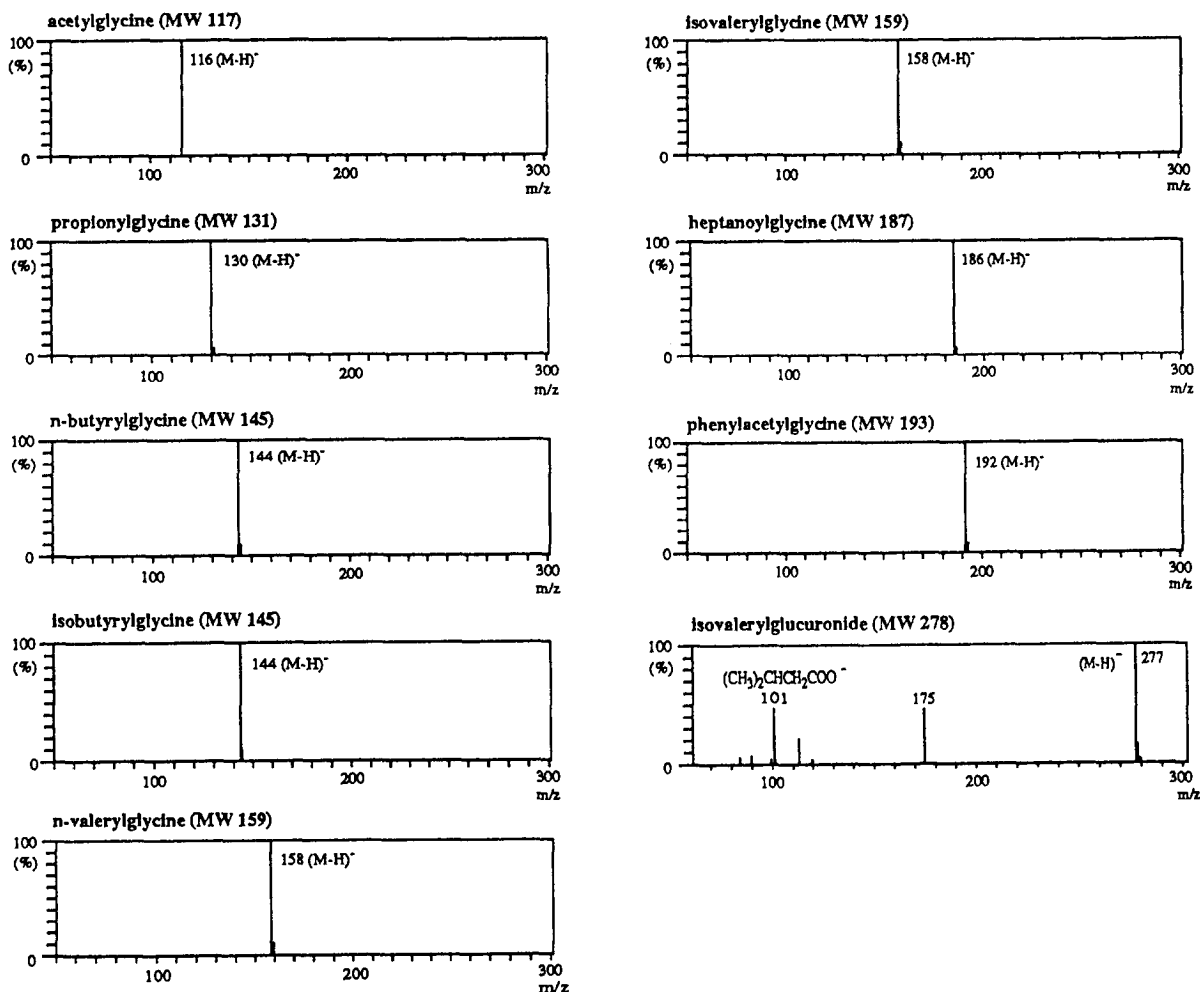 acetylglycine (MW 117)
100
(%)
0
116 (M-H)⁻
100 200 300
m/z
propionylglycine (MW 131)
100
(%)
0
130 (M-H)⁻
100 200 300
m/z
n-butyrylglycine (MW 145)
100
(%)
0
144 (M-H)⁻
100 200 300
m/z
isobutyrylglycine (MW 145)
100
(%)
0
144 (M-H)⁻
100 200 300
m/z
n-valerylglycine (MW 159)
100
(%)
0
158 (M-H)⁻
100 200 300
m/z
isovalerylglycine (MW 159)
100
(%)
0
158 (M-H)⁻
100 200 300
m/z
heptanoylglycine (MW 187)
100
(%)
0
186 (M-H)⁻
100 200 300
m/z
phenylacetylglycine (MW 193)
100
(%)
0
192 (M-H)⁻
100 200 300
m/z
isovalerylglucuronide (MW 278)
100
(%)
0
(CH₃)₂CHCH₂COO⁻
101
175
(M-H)⁻ 277
100 200 300
m/z